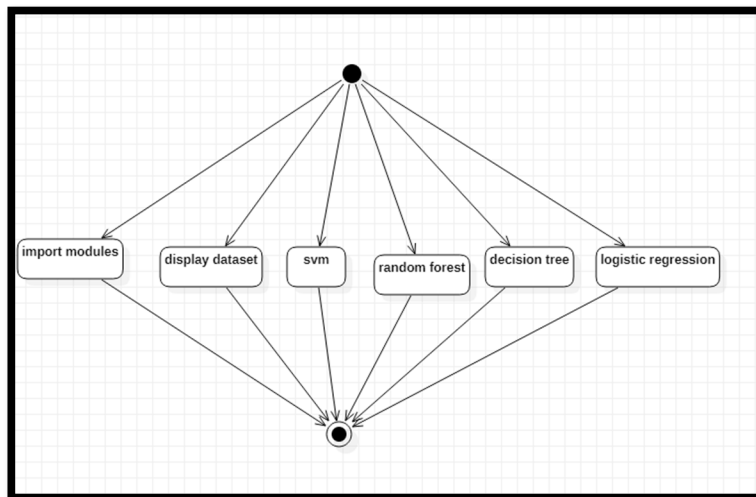 import modules
display dataset
svm
random forest
decision tree
logistic regression